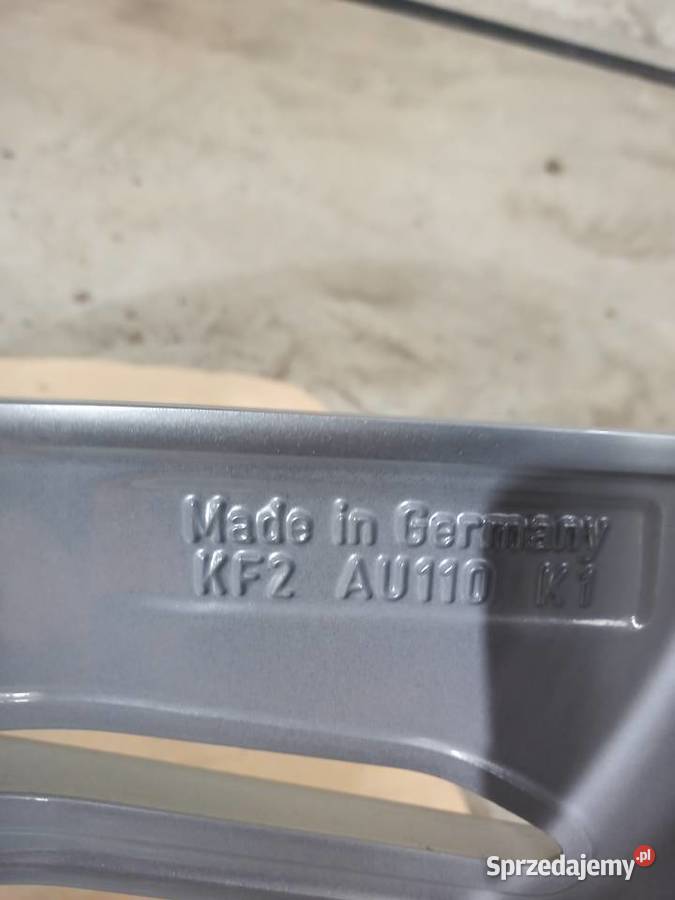 Made in Germany
KF2 AU110 K1
Sprzedajemy.pl